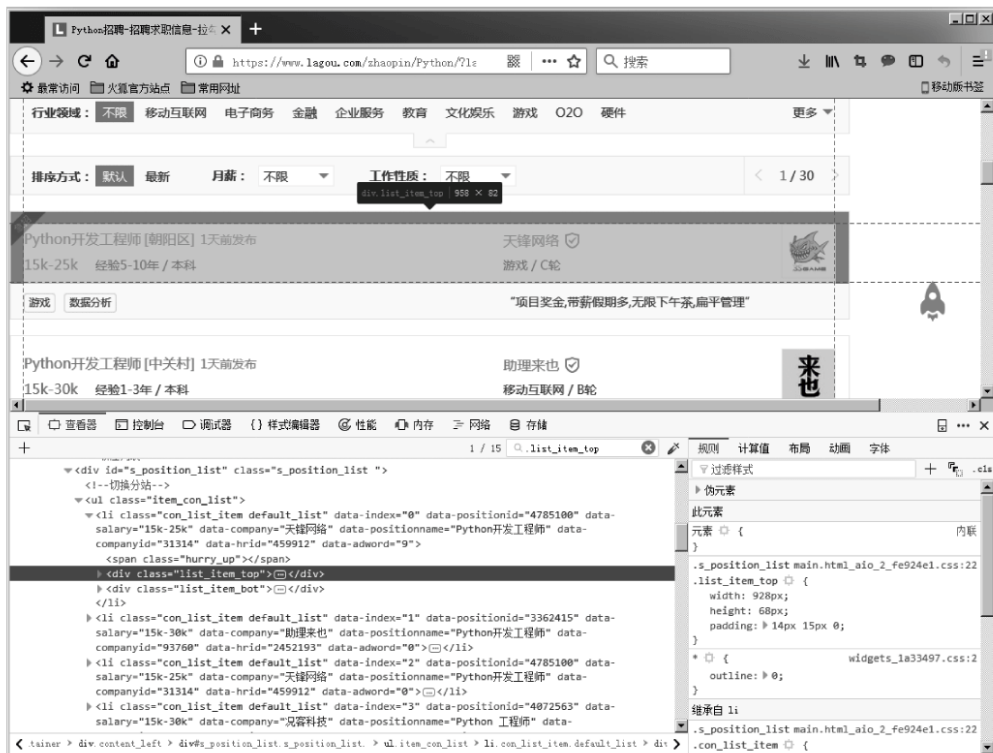 Python招聘-招聘求职信息-拉勾
https://www.lagou.com/zhaopin/Python/?la
搜索
最常访问 火狐官方站点 常用网址 移动版书签
行业领域： 不限 移动互联网 电子商务 金融 企业服务 教育 文化娱乐 游戏 O2O 硬件 更多
排序方式： 默认 最新 月薪： 不限 工作性质： 不限 1 / 30
div.list_item_top 958 × 82
Python开发工程师 [朝阳区] 1天前发布 天锋网络
15k-25k 经验5-10年 / 本科 游戏 / C轮
游戏 数据分析 “项目奖金,带薪假期多,无限下午茶,扁平管理”
Python开发工程师 [中关村] 1天前发布 助理来也 来也
15k-30k 经验1-3年 / 本科 移动互联网 / B轮
查看器 控制台 调试器 {} 样式编辑器 性能 内存 网络 存储
1 / 15 .list_item_top 规则 计算值 布局 动画 字体
<div id="s_position_list" class="s_position_list ">
<!--切换分站-->
<ul class="item_con_list">
<li class="con_list_item default_list" data-index="0" data-positionid="4785100" data-
salary="15k-25k" data-company="天锋网络" data-positionname="Python开发工程师" data-
companyid="31314" data-hrid="459912" data-adword="9">
<span class="hurry_up"></span>
<div class="list_item_top"></div>
<div class="list_item_bot"></div>
</li>
<li class="con_list_item default_list" data-index="1" data-positionid="3362415" data-
salary="15k-30k" data-company="助理来也" data-positionname="Python开发工程师" data-
companyid="93760" data-hrid="2452193" data-adword="0"></li>
<li class="con_list_item default_list" data-index="2" data-positionid="4785100" data-
salary="15k-25k" data-company="天锋网络" data-positionname="Python开发工程师" data-
companyid="31314" data-hrid="459912" data-adword="0"></li>
<li class="con_list_item default_list" data-index="3" data-positionid="4072563" data-
salary="15k-30k" data-company="况客科技" data-positionname="Python 工程师" data-
.tainer > div.content_left > div#s_position_list.s_position_list. > ul.item_con_list > li.con_list_item.default_list > di
过滤样式 .cls
伪元素
此元素
元素 { 内联
}
.s_position_list main.html_aio_2_fe924e1.css:22
.list_item_top {
width: 928px;
height: 68px;
padding: 14px 15px 0;
}
* { widgets_1a33497.css:2
outline: 0;
}
继承自 li
.s_position_list main.html_aio_2_fe924e1.css:22
.con_list_item {